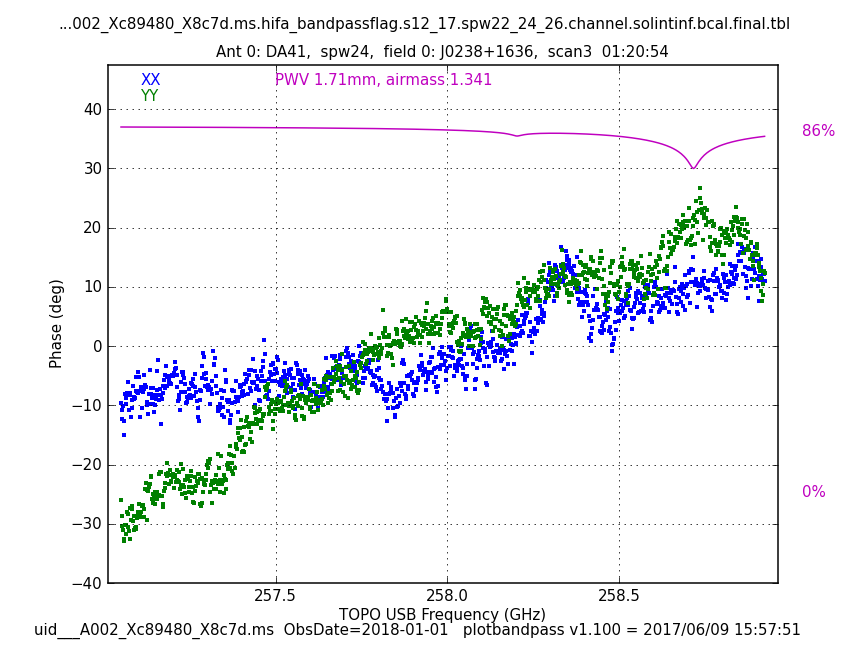 ...002_Xc89480_X8c7d.ms.hifa_bandpassflag.s12_17.spw22_24_26.channel.solintinf.bcal.final.tbl
Ant 0: DA41,  spw24,  field 0: J0238+1636,  scan3  01:20:54
XX
PWV 1.71mm, airmass 1.341
YY
40
86%
30
20
10
0
−10
−20
0%
−30
−40
Phase (deg)
257.5
258.0
258.5
TOPO USB Frequency (GHz)
uid___A002_Xc89480_X8c7d.ms  ObsDate=2018-01-01   plotbandpass v1.100 = 2017/06/09 15:57:51